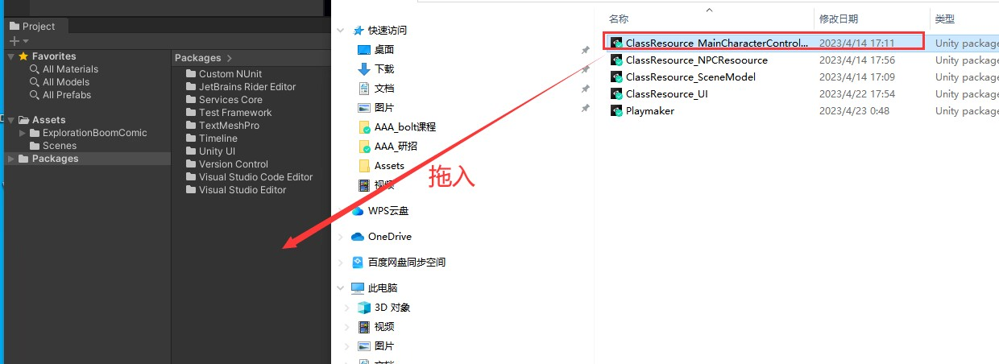 Project
Favorites
All Materials
All Models
All Prefabs
Assets
ExplorationBoomComic
Scenes
Packages
Packages
Custom NUnit
JetBrains Rider Editor
Services Core
Test Framework
TextMeshPro
Timeline
Unity UI
Version Control
Visual Studio Code Editor
Visual Studio Editor
快速访问
桌面
下载
文档
图片
AAA_bolt课程
AAA_研招
Assets
视频
WPS云盘
OneDrive
百度网盘同步空间
此电脑
3D 对象
视频
图片
拖入
名称 修改日期 类型
ClassResource_MainCharacterControl... 2023/4/14 17:11 Unity package
ClassResource_NPCResoource 2023/4/14 17:56 Unity package
ClassResource_SceneModel 2023/4/14 17:09 Unity package
ClassResource_UI 2023/4/22 17:54 Unity package
Playmaker 2023/4/23 0:48 Unity package